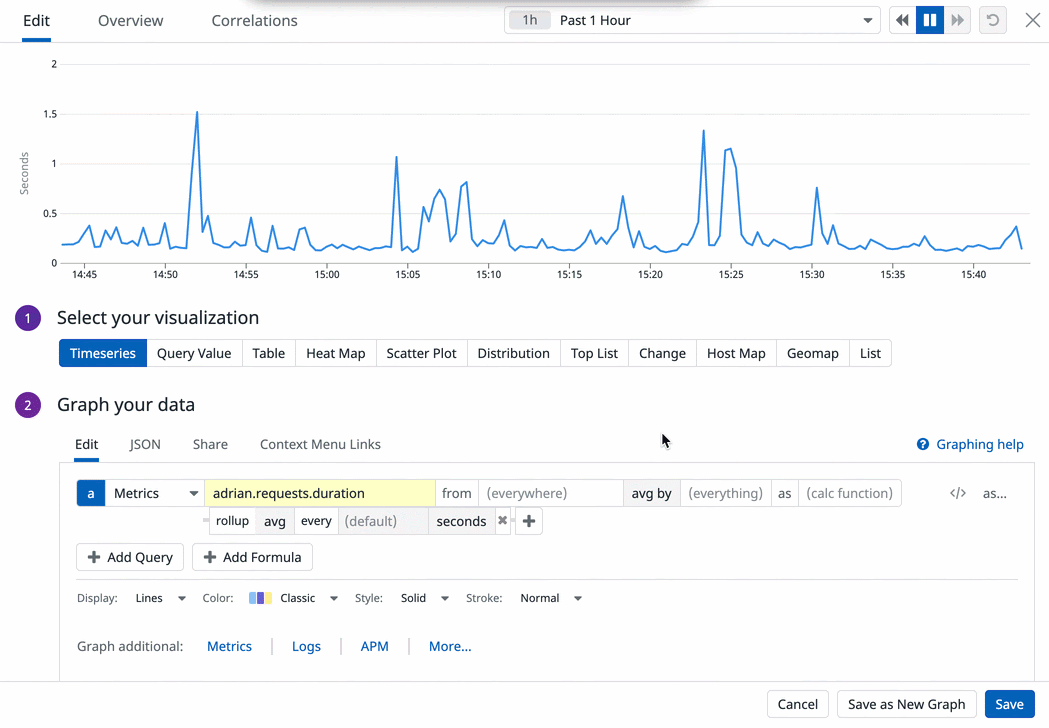 Edit Overview Correlations 1h Past 1 Hour
2
1.5
1
0.5
0
Seconds
14:45 14:50 14:55 15:00 15:05 15:10 15:15 15:20 15:25 15:30 15:35 15:40
1 Select your visualization
Timeseries Query Value Table Heat Map Scatter Plot Distribution Top List Change Host Map Geomap List
2 Graph your data
Edit JSON Share Context Menu Links ? Graphing help
a Metrics adrian.requests.duration from (everywhere) avg by (everything) as (calc function) </> as...
rollup avg every (default) seconds
Add Query Add Formula
Display: Lines Color: Classic Style: Solid Stroke: Normal
Graph additional: Metrics Logs APM More...
Cancel Save as New Graph Save